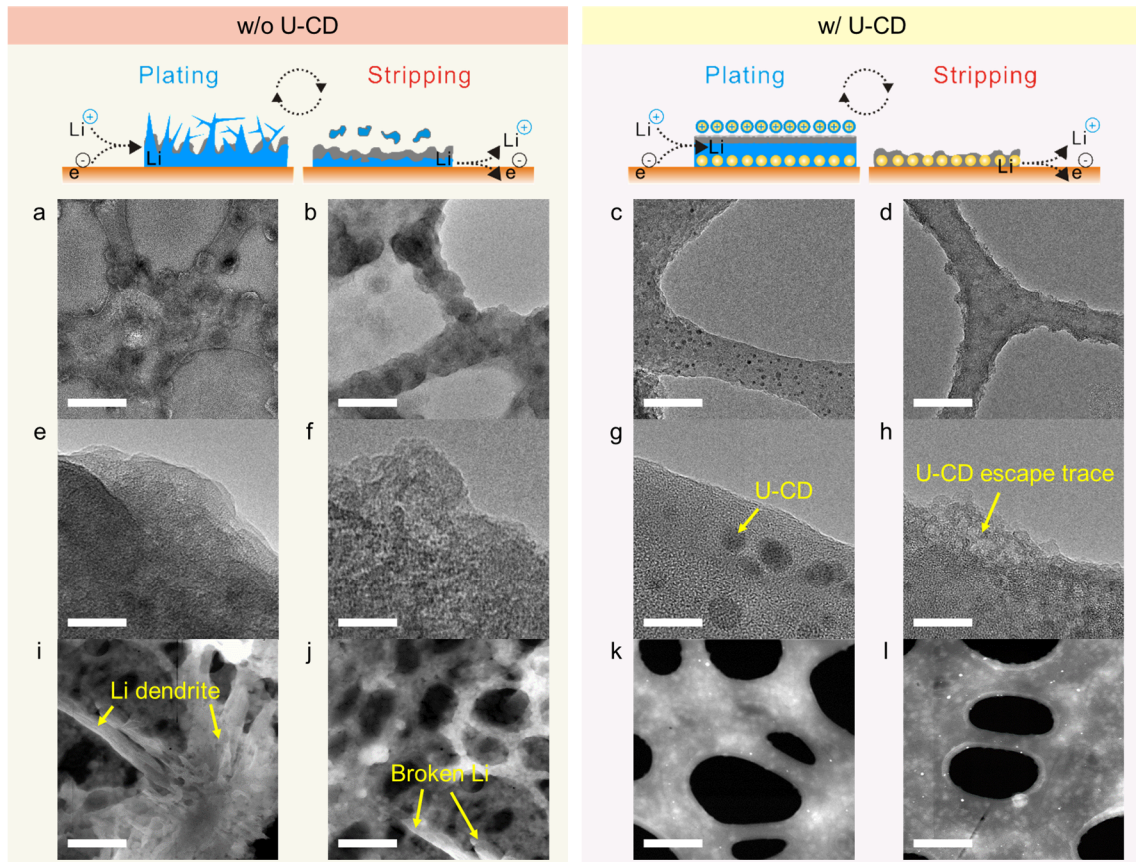 w/o U-CD
w/ U-CD
Plating
Stripping
Plating
Stripping
Li +
Li
- e
Li
Li +
- e
Li +
Li
- e
Li
Li +
- e
a
b
c
d
e
f
g
h
U-CD
U-CD escape trace
i
j
k
l
Li dendrite
Broken Li